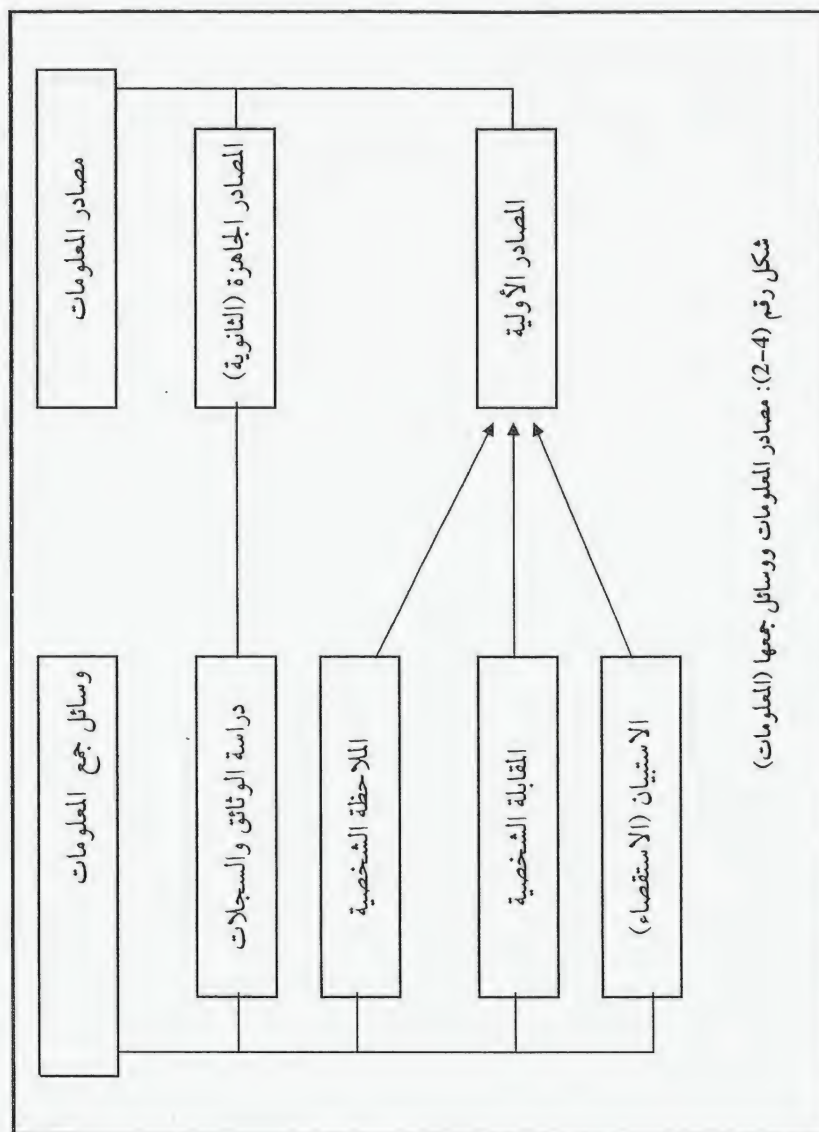 مصادر المعلومات
وسائل جمع المعلومات
المصادر الجاهزة (الثانوية)
دراسة الوثائق والسجلات
الملاحظة الشخصية
المصادر الأولية
المقابلة الشخصية
الاستبيان (الاستقصاء)
شكل رقم (4-2): مصادر المعلومات ووسائل جمعها (المعلومات)